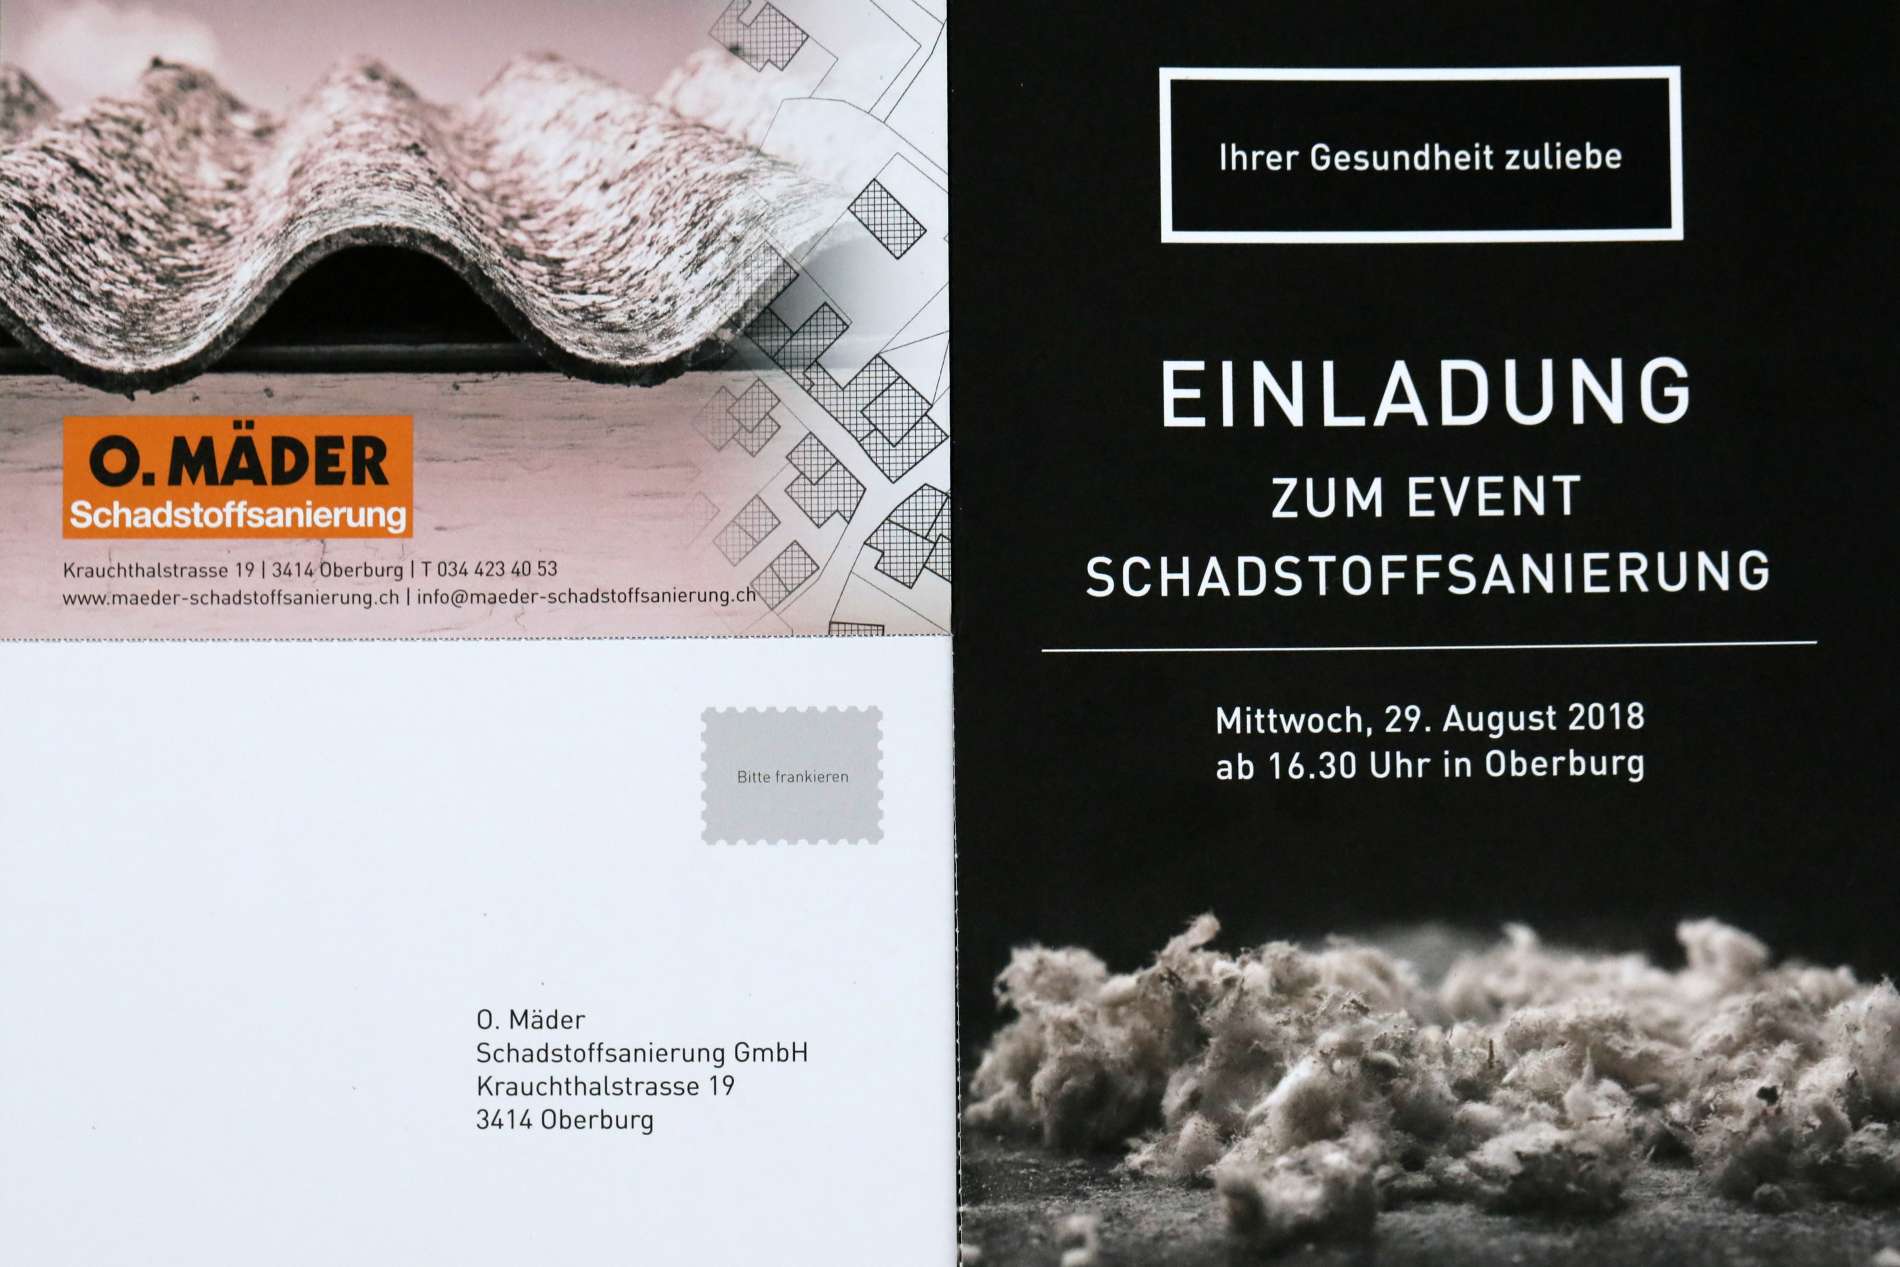 O. MÄDER
Schadstoffsanierung
Krauchthalstrasse 19 | 3414 Oberburg | T 034 423 40 53
www.maeder-schadstoffsanierung.ch | info@maeder-schadstoffsanierung.ch
Bitte frankieren
O. Mäder
Schadstoffsanierung GmbH
Krauchthalstrasse 19
3414 Oberburg
Ihrer Gesundheit zuliebe
EINLADUNG
ZUM EVENT
SCHADSTOFFSANIERUNG
Mittwoch, 29. August 2018
ab 16.30 Uhr in Oberburg